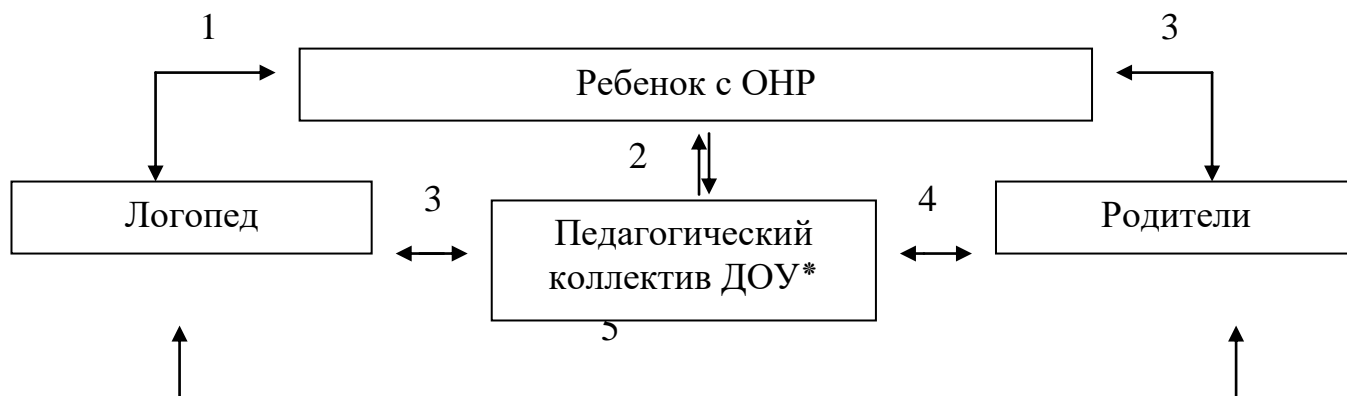 1
3
Ребенок с ОНР
2
Логопед
3
Педагогический
коллектив ДОУ*
4
Родители
5